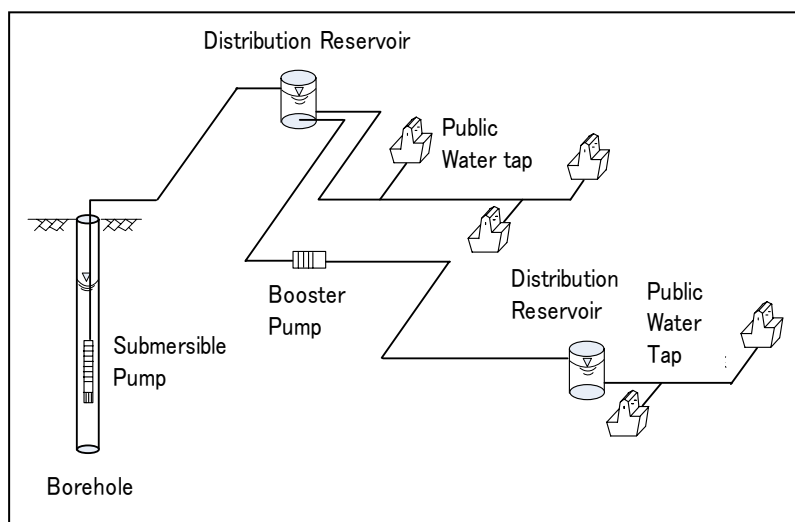 Distribution Reservoir
Public
Water tap
Distribution
Reservoir
Public
Water
Tap
Booster
Pump
Submersible
Pump
Borehole